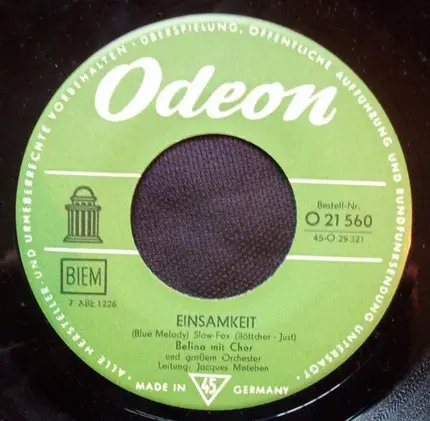 ALLE HERSTELLER- UND URHEBERRECHTE VORBEHALTEN · ÜBERSPIELUNG, ÖFFENTLICHE AUFFÜHRUNG UND RUNDFUNKSENDUNG UNTERSAGT ·
Odeon
Bestell-Nr.
O 21 560
45-O 29 321
BIEM
7 XBE 1226
EINSAMKEIT
(Blue Melody) Slow-Fox (Böttcher - Just)
Belina mit Chor
und großem Orchester
Leitung: Jacques Metehen
MADE IN 45 GERMANY